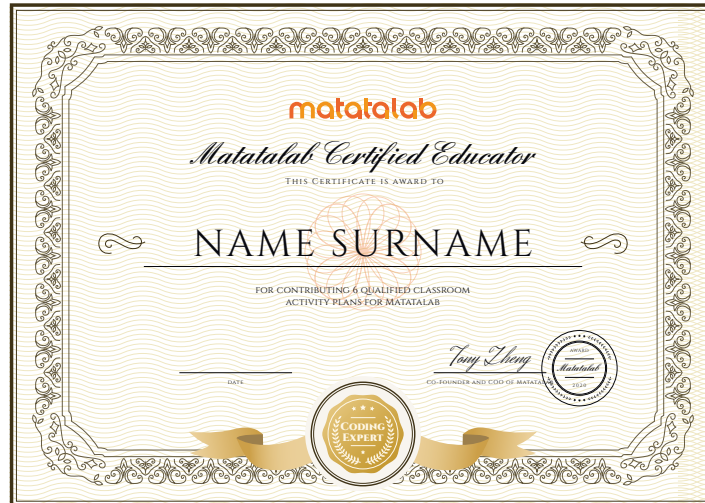 matatalab
Matatalab Certified Educator
THIS CERTIFICATE IS AWARD TO
NAME SURNAME
FOR CONTRIBUTING 6 QUALIFIED CLASSROOM
ACTIVITY PLANS FOR MATATALAB
Tony Zheng
DATE
CO-FOUNDER AND COO OF MATATALAB
AWARD
Matatalab
2020
CODING
EXPERT